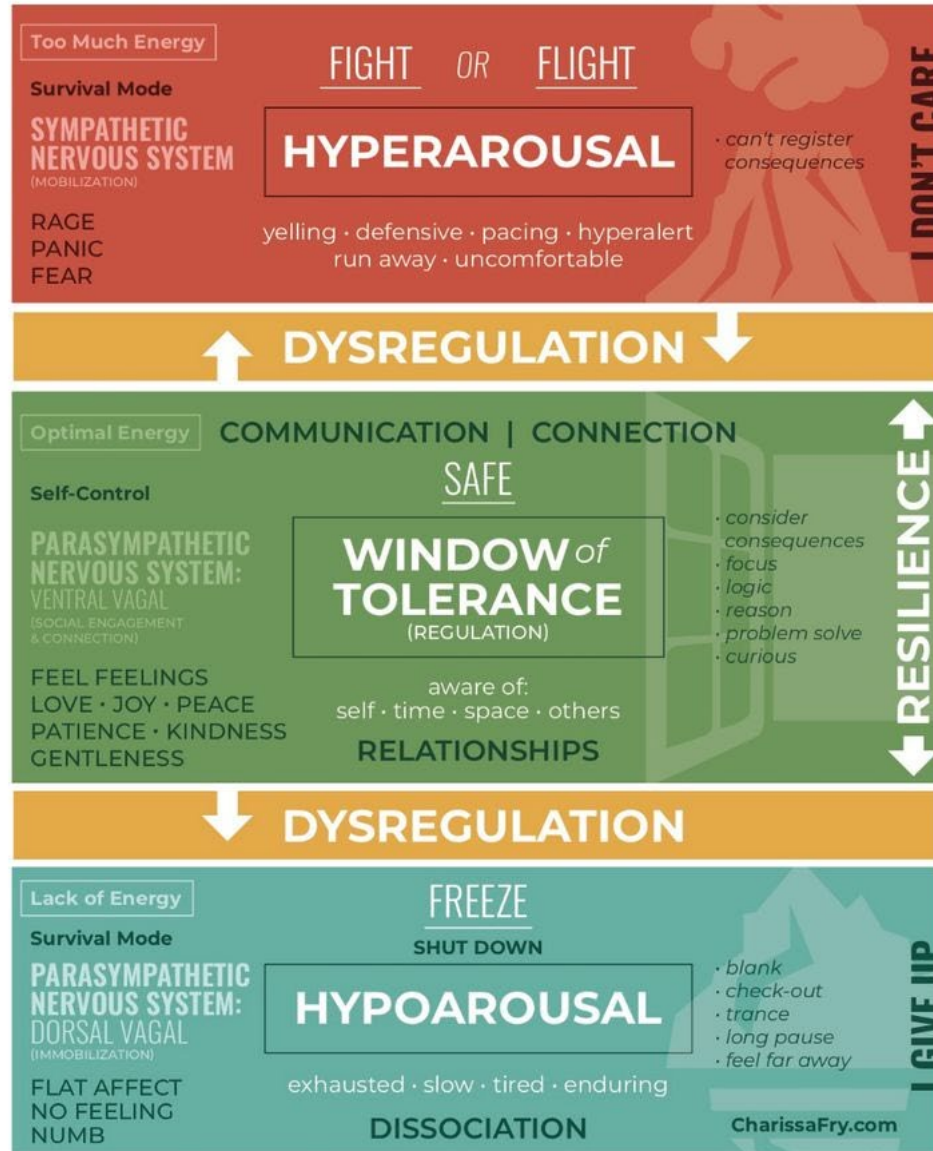 Too Much Energy
FIGHT OR FLIGHT
Survival Mode
SYMPATHETIC
NERVOUS SYSTEM
(MOBILIZATION)
HYPERAROUSAL
· can't register
consequences
RAGE
PANIC
FEAR
yelling · defensive · pacing · hyperalert
run away · uncomfortable
I DON'T CARE
DYSREGULATION
Optimal Energy
COMMUNICATION | CONNECTION
SAFE
Self-Control
PARASYMPATHETIC
NERVOUS SYSTEM:
VENTRAL VAGAL
(SOCIAL ENGAGEMENT
& CONNECTION)
WINDOW of
TOLERANCE
(REGULATION)
· consider
consequences
· focus
· logic
· reason
· problem solve
· curious
FEEL FEELINGS
LOVE · JOY · PEACE
PATIENCE · KINDNESS
GENTLENESS
aware of:
self · time · space · others
RELATIONSHIPS
RESILIENCE
DYSREGULATION
Lack of Energy
FREEZE
SHUT DOWN
Survival Mode
PARASYMPATHETIC
NERVOUS SYSTEM:
DORSAL VAGAL
(IMMOBILIZATION)
HYPOAROUSAL
· blank
· check-out
· trance
· long pause
· feel far away
FLAT AFFECT
NO FEELING
NUMB
exhausted · slow · tired · enduring
DISSOCIATION
I GIVE UP
CharissaFry.com